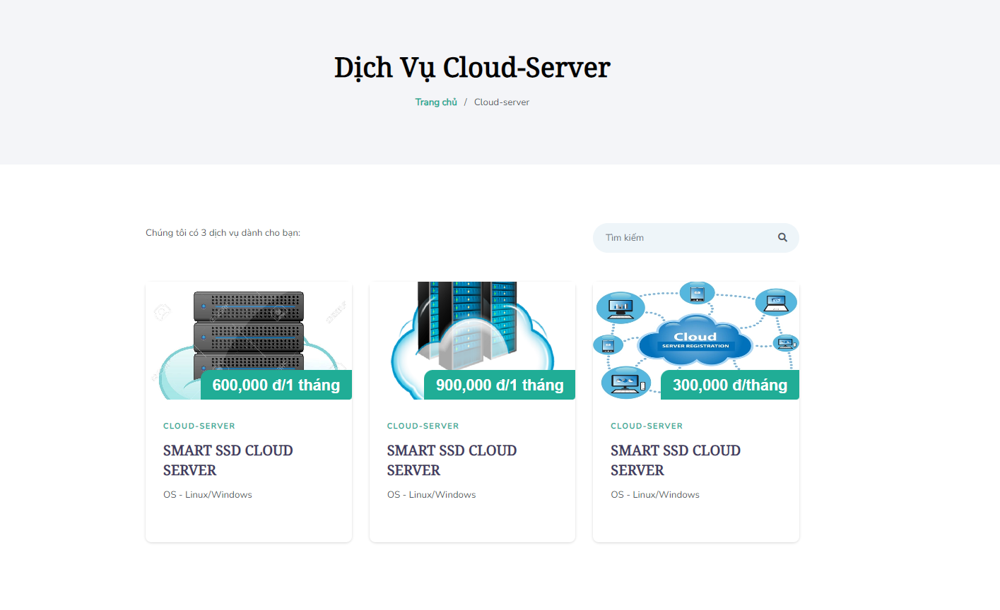 Dịch Vụ Cloud-Server
Trang chủ / Cloud-server
Chúng tôi có 3 dịch vụ dành cho bạn:
Tìm kiếm
600,000 đ/1 tháng
CLOUD-SERVER
SMART SSD CLOUD
SERVER
OS - Linux/Windows
900,000 đ/1 tháng
CLOUD-SERVER
SMART SSD CLOUD
SERVER
OS - Linux/Windows
Cloud
SERVER REGISTRATION
300,000 đ/tháng
CLOUD-SERVER
SMART SSD CLOUD
SERVER
OS - Linux/Windows